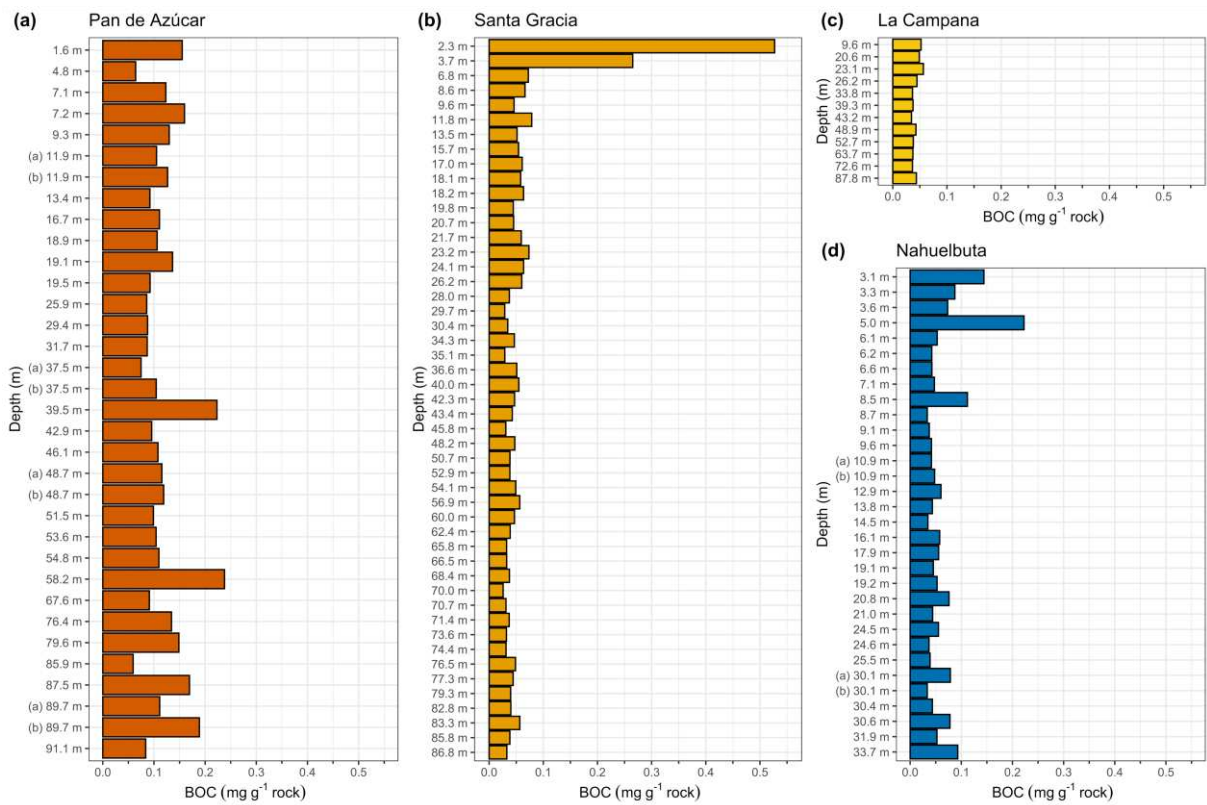 (a) Pan de Azúcar
Depth (m)
1.6 m
4.8 m
7.1 m
7.2 m
9.3 m
(a) 11.9 m
(b) 11.9 m
13.4 m
16.7 m
18.9 m
19.1 m
19.5 m
25.9 m
29.4 m
31.7 m
(a) 37.5 m
(b) 37.5 m
39.5 m
42.9 m
46.1 m
(a) 48.7 m
(b) 48.7 m
51.5 m
53.6 m
54.8 m
58.2 m
67.6 m
76.4 m
79.6 m
85.9 m
87.5 m
(a) 89.7 m
(b) 89.7 m
91.1 m
0.0 0.1 0.2 0.3 0.4 0.5
BOC (mg g⁻¹ rock)
(b) Santa Gracia
Depth (m)
2.3 m
3.7 m
6.8 m
8.6 m
9.6 m
11.8 m
13.5 m
15.7 m
17.0 m
18.1 m
18.2 m
19.8 m
20.7 m
21.7 m
23.2 m
24.1 m
26.2 m
28.0 m
29.7 m
30.4 m
34.3 m
35.1 m
36.6 m
40.0 m
42.3 m
43.4 m
45.8 m
48.2 m
50.7 m
52.9 m
54.1 m
56.9 m
60.0 m
62.4 m
65.8 m
66.5 m
68.4 m
70.0 m
70.7 m
71.4 m
73.6 m
74.4 m
76.5 m
77.3 m
79.3 m
82.8 m
83.3 m
85.8 m
86.8 m
0.0 0.1 0.2 0.3 0.4 0.5
BOC (mg g⁻¹ rock)
(c) La Campana
Depth (m)
9.6 m
20.6 m
23.1 m
26.2 m
33.8 m
39.3 m
43.2 m
48.9 m
52.7 m
63.7 m
72.6 m
87.8 m
0.0 0.1 0.2 0.3 0.4 0.5
BOC (mg g⁻¹ rock)
(d) Nahuelbuta
Depth (m)
3.1 m
3.3 m
3.6 m
5.0 m
6.1 m
6.2 m
6.6 m
7.1 m
8.5 m
8.7 m
9.1 m
9.6 m
(a) 10.9 m
(b) 10.9 m
12.9 m
13.8 m
14.5 m
16.1 m
17.9 m
19.1 m
19.2 m
20.8 m
21.0 m
24.5 m
24.6 m
25.5 m
(a) 30.1 m
(b) 30.1 m
30.4 m
30.6 m
31.9 m
33.7 m
0.0 0.1 0.2 0.3 0.4 0.5
BOC (mg g⁻¹ rock)